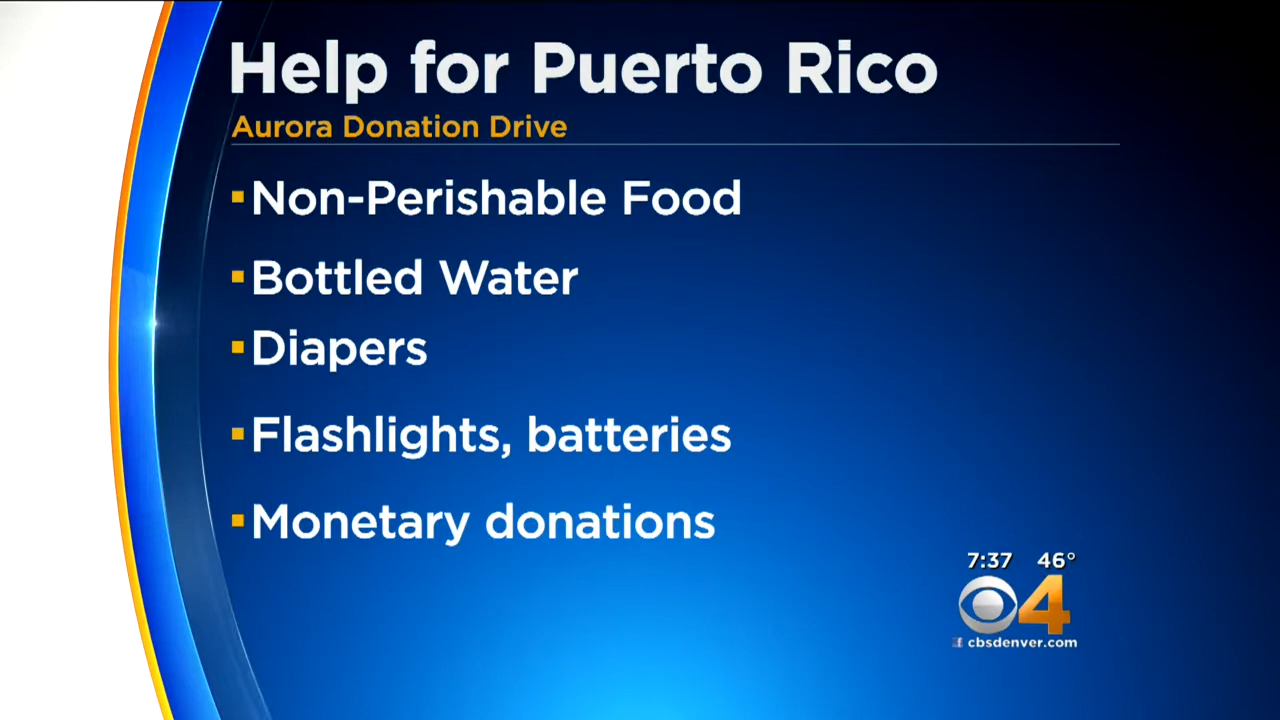 Help for Puerto Rico
Aurora Donation Drive
Non-Perishable Food
Bottled Water
Diapers
Flashlights, batteries
Monetary donations
7:37 46°
4
f cbsdenver.com